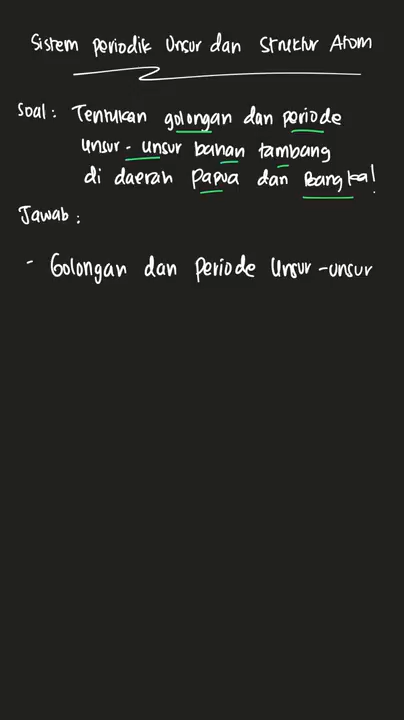 Sistem Periodik Unsur dan Struktur Atom
Soal : Tentukan golongan dan periode
unsur - unsur bahan tambang
di daerah Papua dan Bangka!
Jawab :
- Golongan dan Periode Unsur - unsur